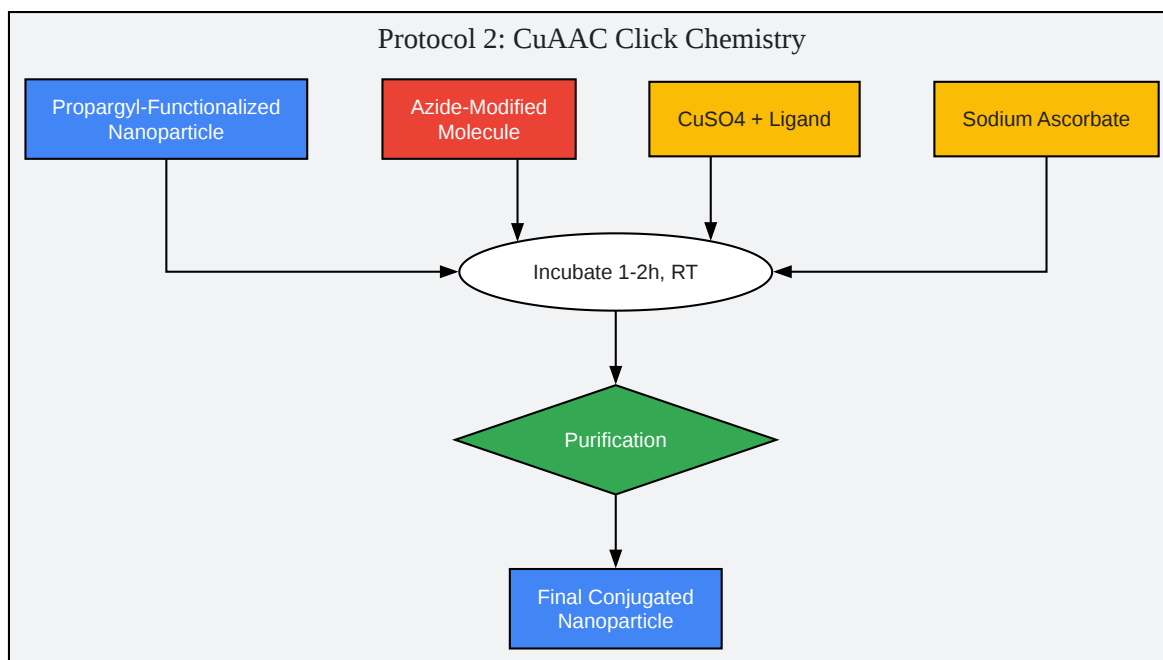 Protocol 2: CuAAC Click Chemistry
Propargyl-Functionalized
Nanoparticle
Azide-Modified
Molecule
CuSO4 + Ligand
Sodium Ascorbate
Incubate 1-2h, RT
Purification
Final Conjugated
Nanoparticle